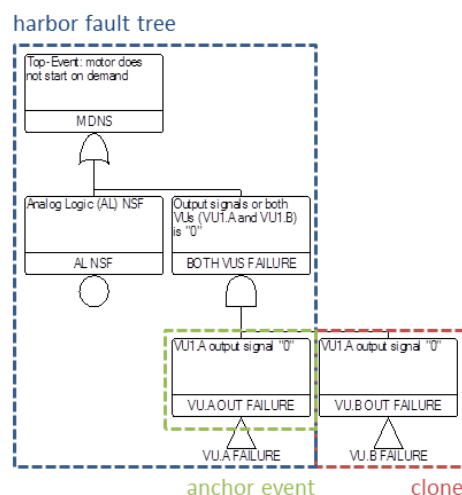 harbor fault tree
Top-Event: motor does
not start on demand
MDNS
Analog Logic (AL) NSF
AL NSF
Output signals or both
VUs (VU1.A and VU1.B)
is "0"
BOTH VUS FAILURE
VU1.A output signal "0"
VU.A OUT FAILURE
VU.A FAILURE
VU1.A output signal "0"
VU.B OUT FAILURE
VU.B FAILURE
anchor event
clone